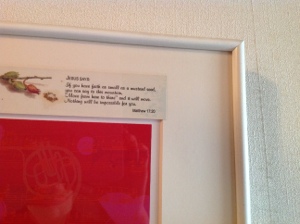 JESUS SAYS:
If you have faith as small as a mustard seed,
you can say to this mountain,
"Move from here to there" and it will move.
Nothing will be impossible for you.
Matthew 17:20